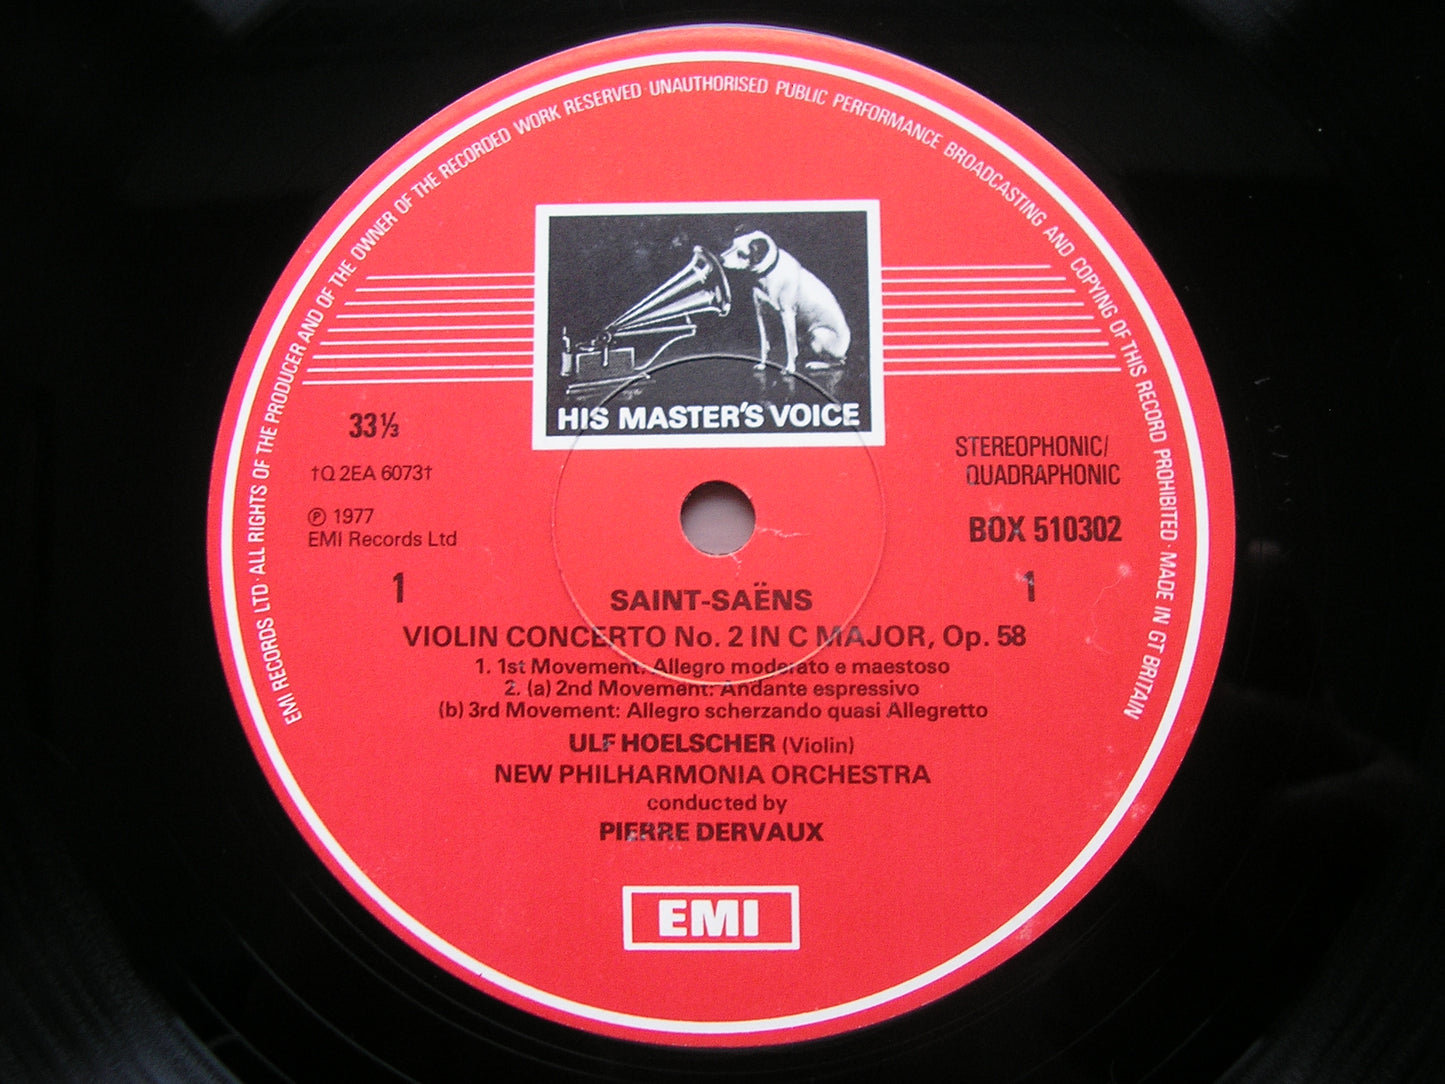 EMI RECORDS LTD · ALL RIGHTS OF THE PRODUCER AND OF THE OWNER OF THE RECORDED WORK RESERVED · UNAUTHORISED PUBLIC PERFORMANCE BROADCASTING AND COPYING OF THIS RECORD PROHIBITED · MADE IN GT BRITAIN
HIS MASTER'S VOICE
33⅓
†Q 2EA 6073†
℗ 1977
EMI Records Ltd
1
STEREOPHONIC/
QUADRAPHONIC
BOX 510302
1
SAINT-SAËNS
VIOLIN CONCERTO No. 2 IN C MAJOR, Op. 58
1. 1st Movement: Allegro moderato e maestoso
2. (a) 2nd Movement: Andante espressivo
(b) 3rd Movement: Allegro scherzando quasi Allegretto
ULF HOELSCHER (Violin)
NEW PHILHARMONIA ORCHESTRA
conducted by
PIERRE DERVAUX
EMI